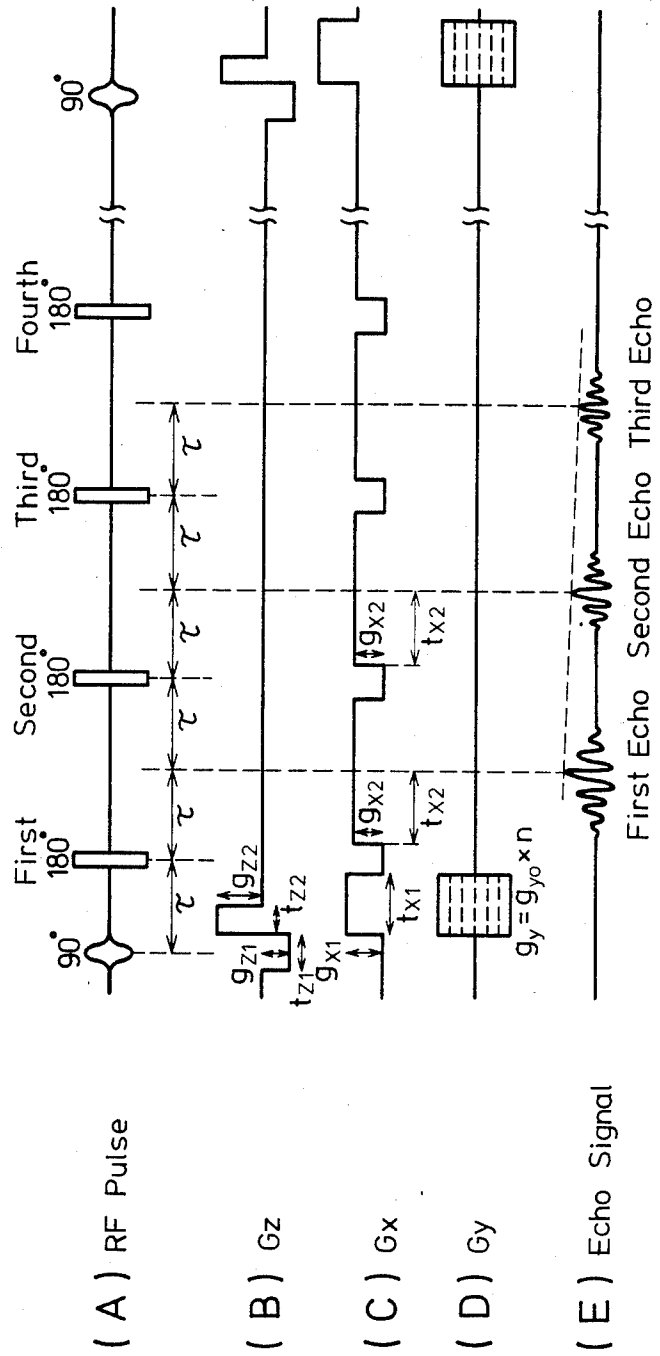 First Second Third Fourth
90° 180° 180° 180° 180° 90°
(A) RF Pulse
τ τ τ τ τ τ
(B) Gz
gZ1 gZ2
tZ1 tZ2
(C) Gx
gX1 gX2 gX2
tX1 tX2 tX2
(D) Gy
gy = gyo × n
(E) Echo Signal
First Echo Second Echo Third Echo